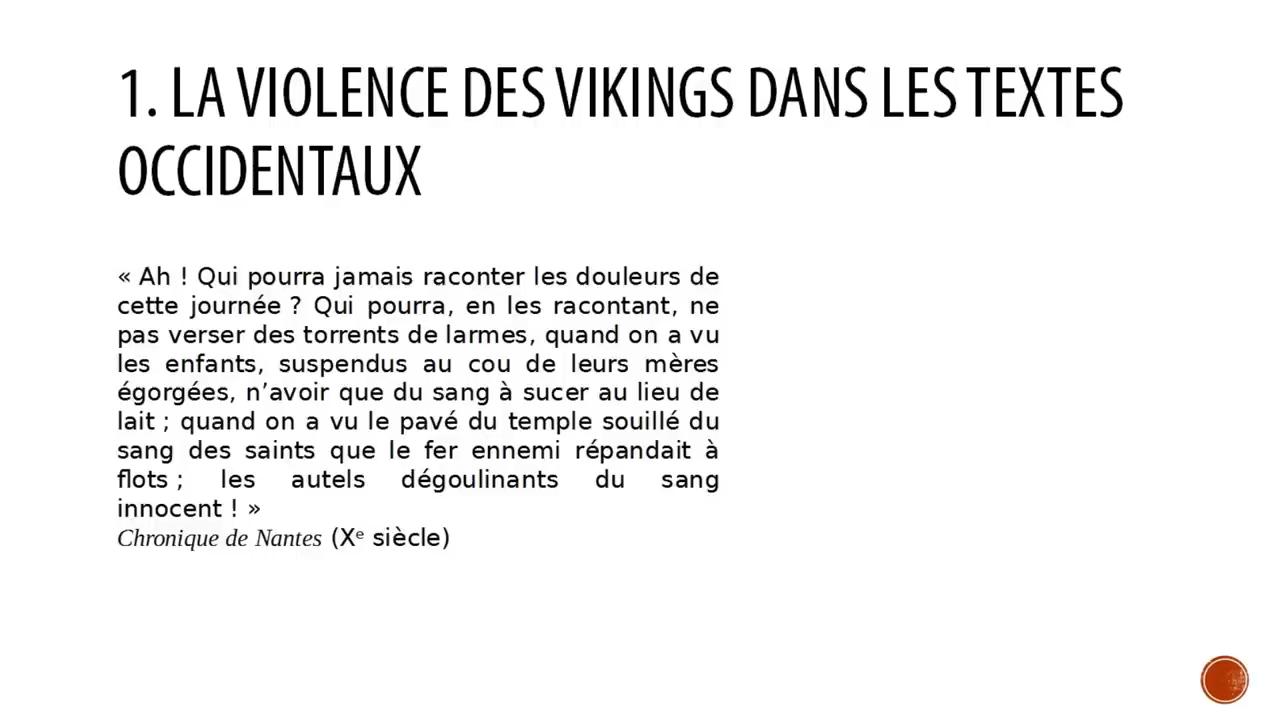 1. LA VIOLENCE DES VIKINGS DANS LES TEXTES
OCCIDENTAUX
« Ah ! Qui pourra jamais raconter les douleurs de
cette journée ? Qui pourra, en les racontant, ne
pas verser des torrents de larmes, quand on a vu
les enfants, suspendus au cou de leurs mères
égorgées, n’avoir que du sang à sucer au lieu de
lait ; quand on a vu le pavé du temple souillé du
sang des saints que le fer ennemi répandait à
flots ; les autels dégoulinants du sang
innocent ! »
Chronique de Nantes (Xᵉ siècle)